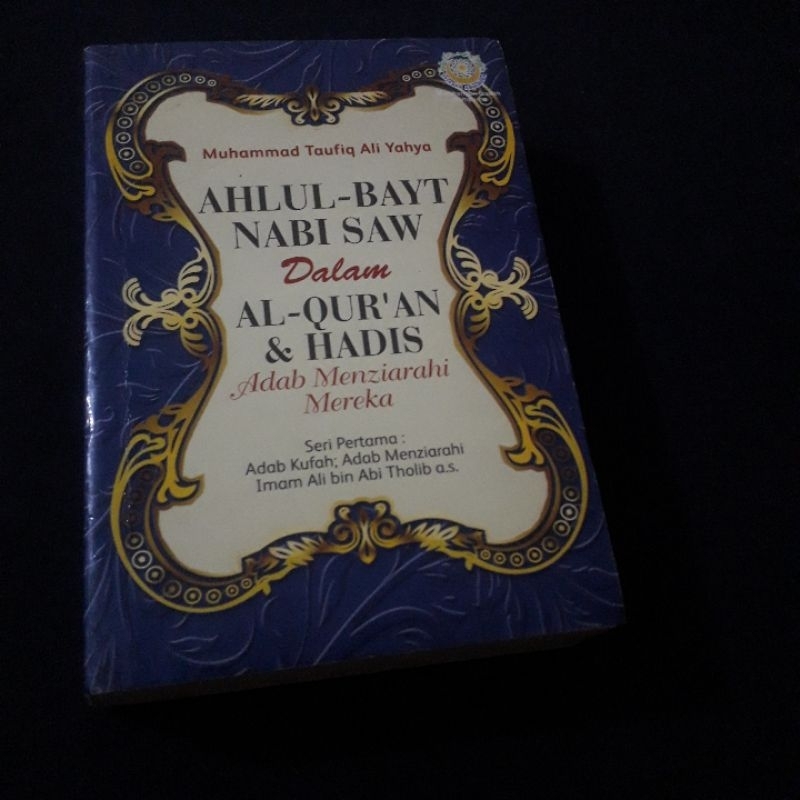 Muhammad Taufiq Ali Yahya
AHLUL-BAYT
NABI SAW
Dalam
AL-QUR'AN
& HADIS
Adab Menziarahi
Mereka
Seri Pertama :
Adab Kufah; Adab Menziarahi
Imam Ali bin Abi Tholib a.s.